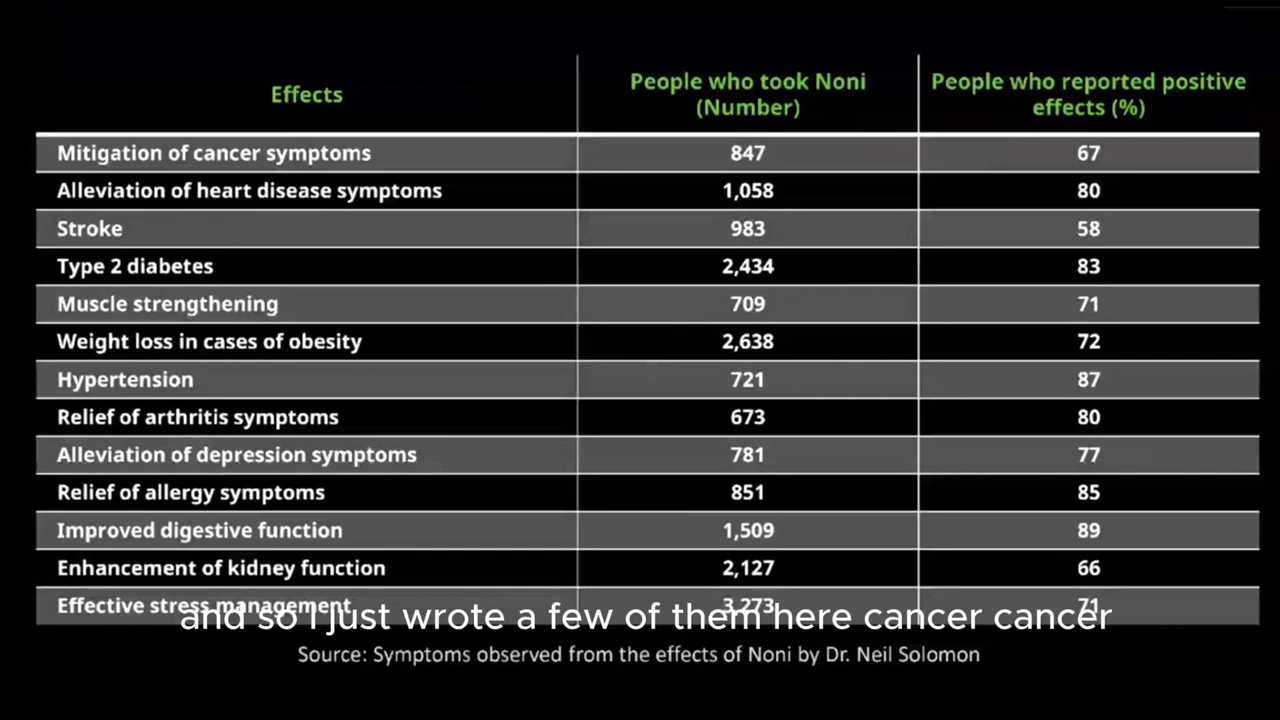 Effects
People who took Noni
(Number)
People who reported positive
effects (%)
Mitigation of cancer symptoms 847 67
Alleviation of heart disease symptoms 1,058 80
Stroke 983 58
Type 2 diabetes 2,434 83
Muscle strengthening 709 71
Weight loss in cases of obesity 2,638 72
Hypertension 721 87
Relief of arthritis symptoms 673 80
Alleviation of depression symptoms 781 77
Relief of allergy symptoms 851 85
Improved digestive function 1,509 89
Enhancement of kidney function 2,127 66
Effective stress management 3,273 71
and so I just wrote a few of them here cancer cancer
Source: Symptoms observed from the effects of Noni by Dr. Neil Solomon